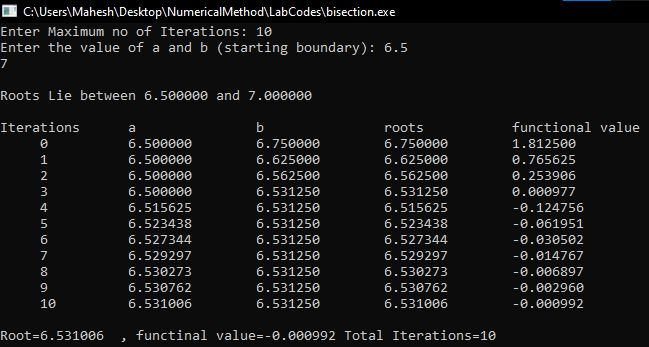 C:\Users\Mahesh\Desktop\NumericalMethod\LabCodes\bisection.exe
Enter Maximum no of Iterations: 10
Enter the value of a and b (starting boundary): 6.5
7
Roots Lie between 6.500000 and 7.000000
Iterations a b roots functional value
0 6.500000 6.750000 6.750000 1.812500
1 6.500000 6.625000 6.625000 0.765625
2 6.500000 6.562500 6.562500 0.253906
3 6.500000 6.531250 6.531250 0.000977
4 6.515625 6.531250 6.515625 -0.124756
5 6.523438 6.531250 6.523438 -0.061951
6 6.527344 6.531250 6.527344 -0.030502
7 6.529297 6.531250 6.529297 -0.014767
8 6.530273 6.531250 6.530273 -0.006897
9 6.530762 6.531250 6.530762 -0.002960
10 6.531006 6.531250 6.531006 -0.000992
Root=6.531006 , functinal value=-0.000992 Total Iterations=10